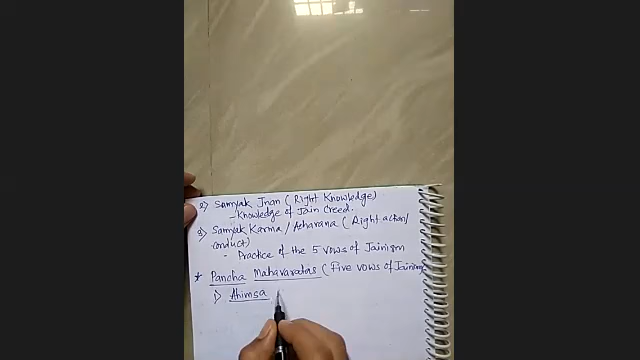 2) Samyak Jnan (Right Knowledge)
- Knowledge of Jain Creed.
3) Samyak Karma / Acharana (Right action/
conduct)
- Practice of the 5 vows of Jainism
* Pancha Mahavaratas (Five vows of Jainism
1) Ahimsa